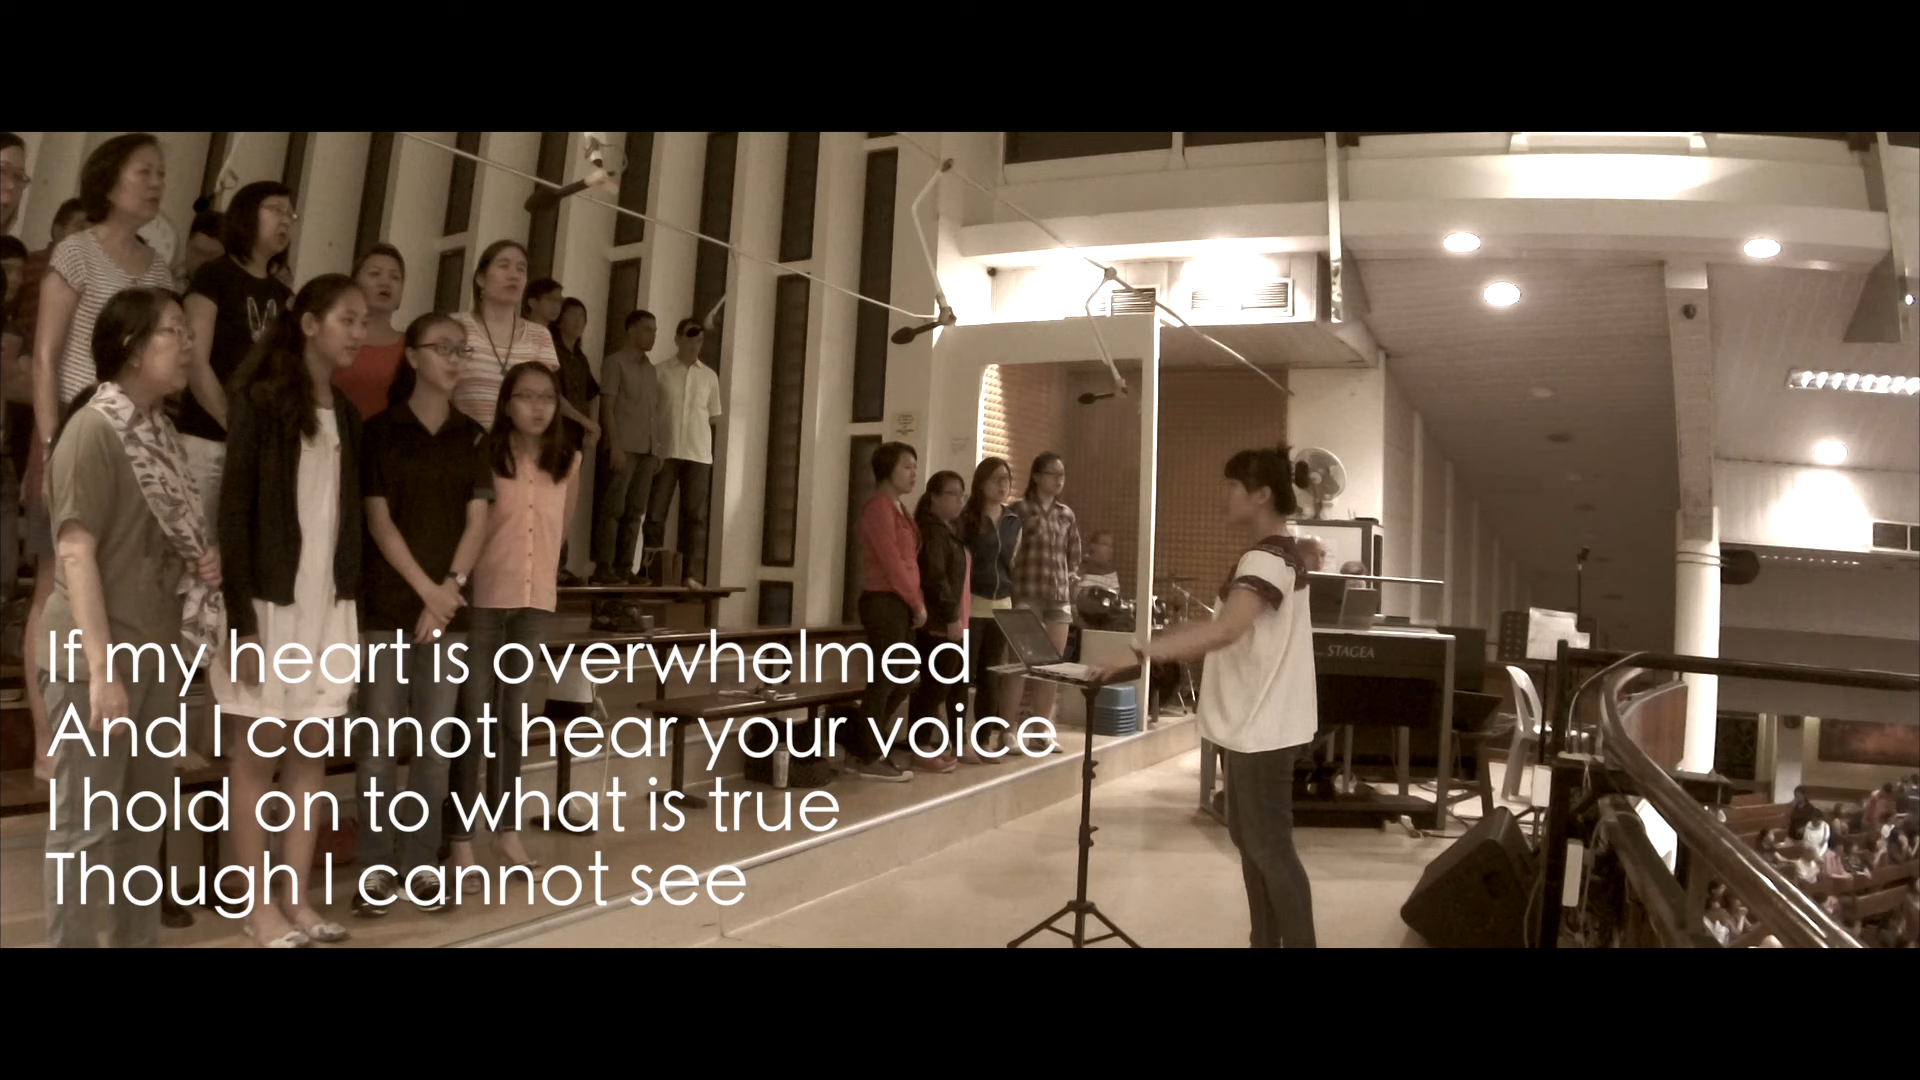 If my heart is overwhelmed
And I cannot hear your voice
I hold on to what is true
Though I cannot see
STAGEA